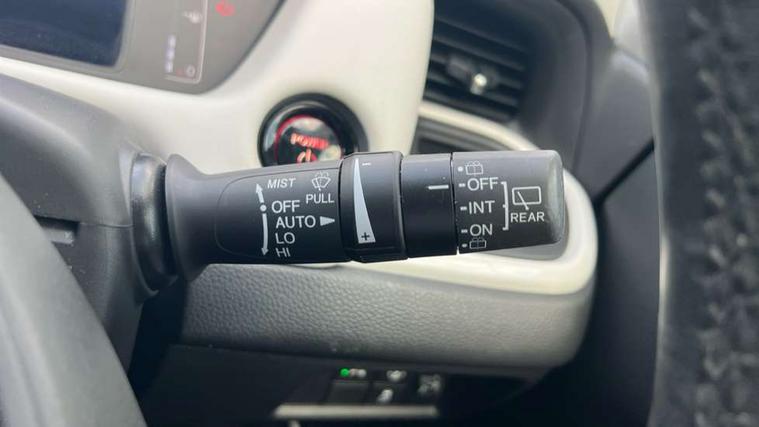 MIST
PULL
OFF
AUTO
LO
HI
- +
OFF
INT
ON
REAR